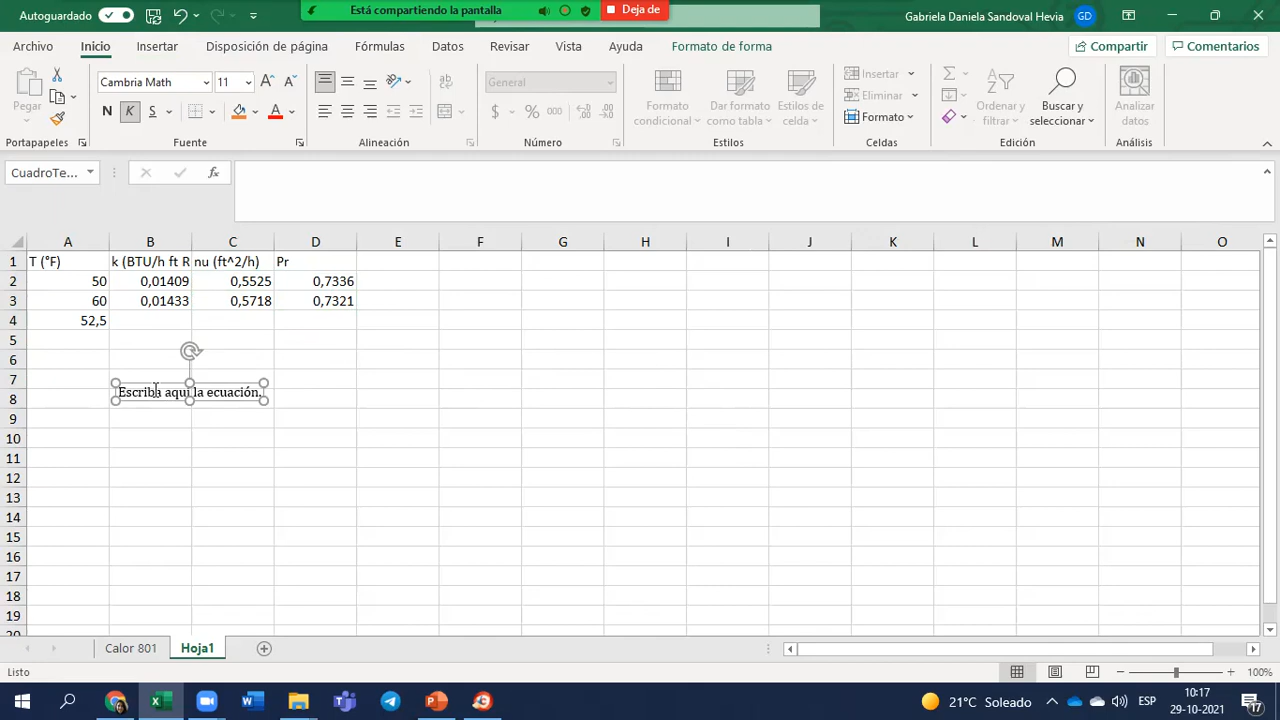 Autoguardado
Está compartiendo la pantalla
Deja de
Gabriela Daniela Sandoval Hevia
GD
Archivo
Inicio
Insertar
Disposición de página
Fórmulas
Datos
Revisar
Vista
Ayuda
Formato de forma
Compartir
Comentarios
Pegar
Cambria Math
11
N
K
S
General
Formato condicional
Dar formato como tabla
Estilos de celda
Insertar
Eliminar
Formato
Ordenar y filtrar
Buscar y seleccionar
Analizar datos
Portapapeles
Fuente
Alineación
Número
Estilos
Celdas
Edición
Análisis
CuadroTe...
fx
A B C D E F G H I J K L M N O
1 T (°F) k (BTU/h ft R nu (ft^2/h) Pr
2 50 0,01409 0,5525 0,7336
3 60 0,01433 0,5718 0,7321
4 52,5
5
6
7
Escriba aquí la ecuación.
8
9
10
11
12
13
14
15
16
17
18
19
20
Calor 801
Hoja1
Listo
100%
21°C Soleado
ESP
10:17
29-10-2021
17